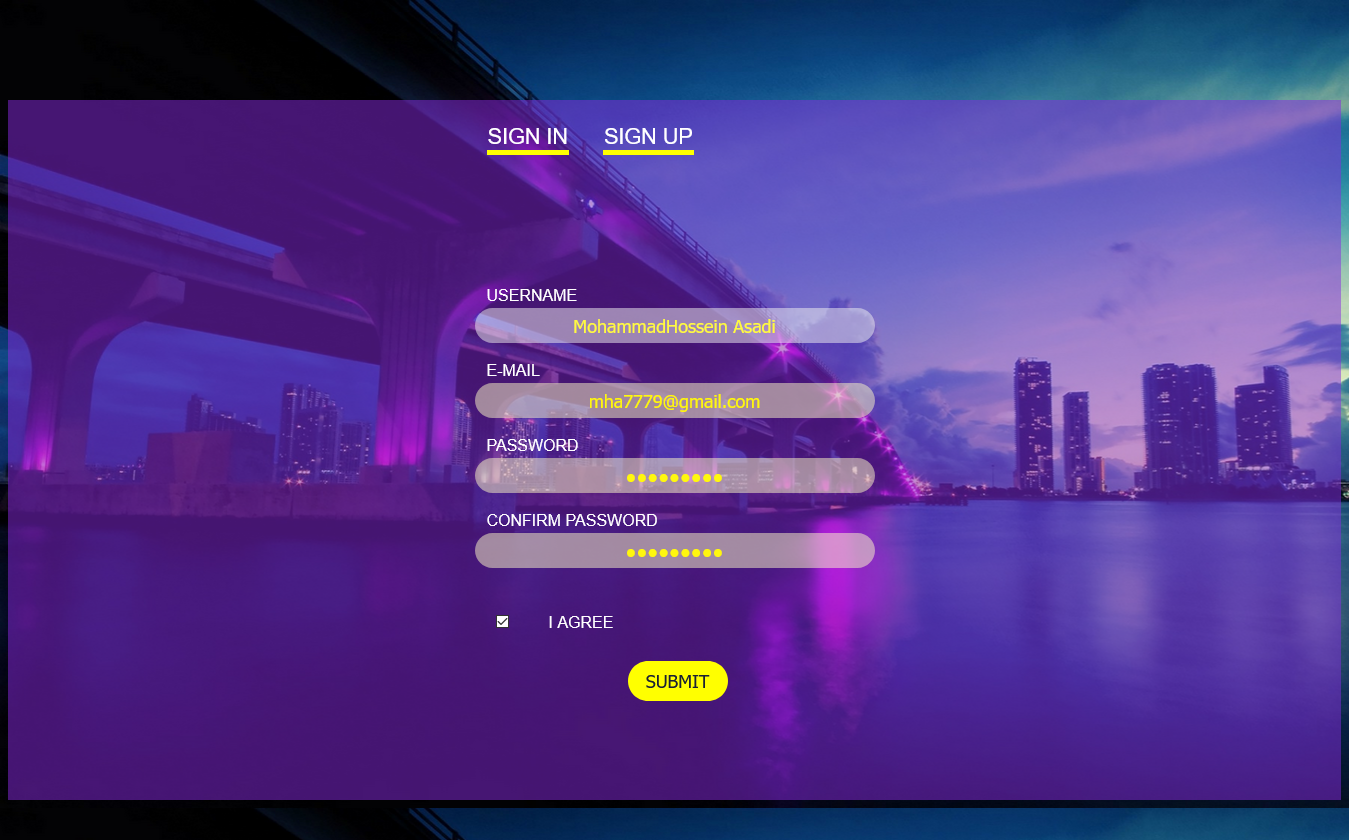 SIGN IN SIGN UP
USERNAME
MohammadHossein Asadi
E-MAIL
mha7779@gmail.com
PASSWORD
●●●●●●●●●
CONFIRM PASSWORD
●●●●●●●●●
I AGREE
SUBMIT